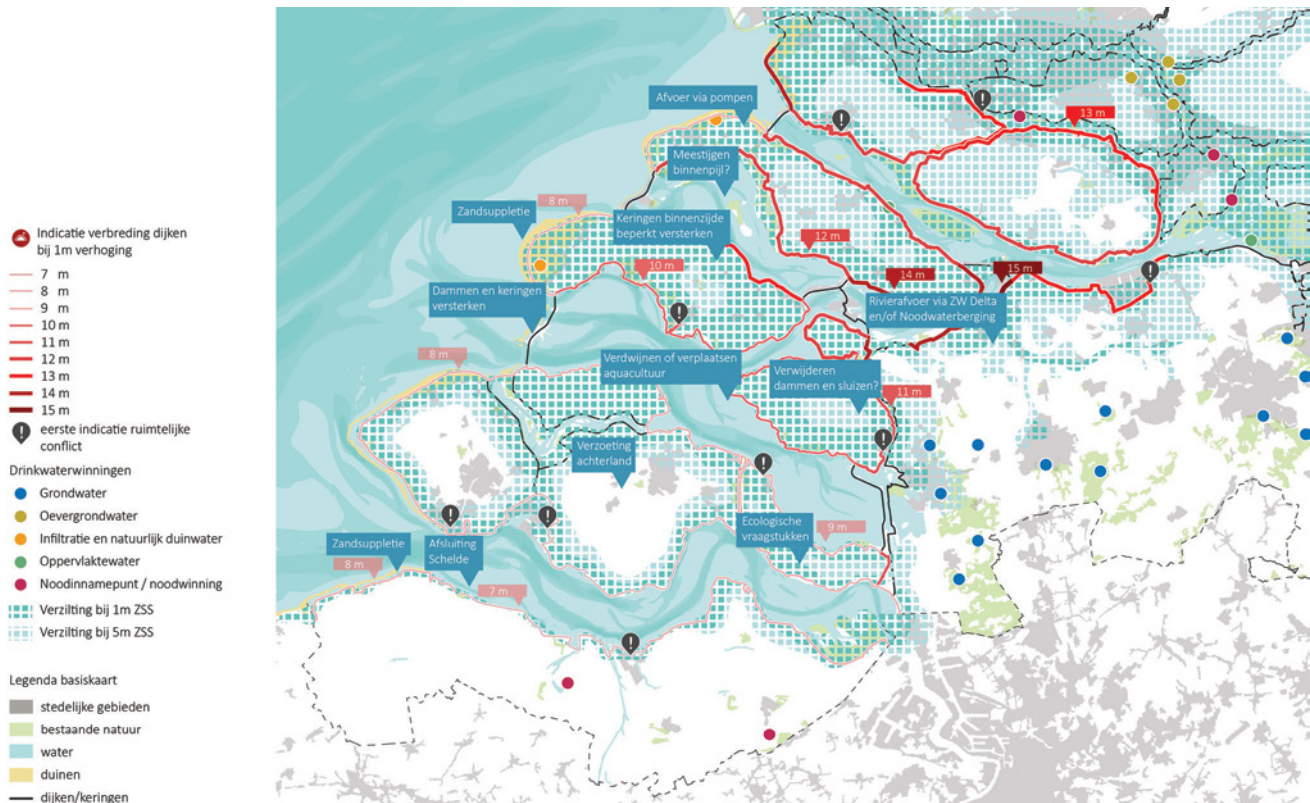 Indicatie verbreding dijken
bij 1m verhoging
7 m
8 m
9 m
10 m
11 m
12 m
13 m
14 m
15 m
eerste indicatie ruimtelijke
conflict
Drinkwaterwinningen
Grondwater
Oevergrondwater
Infiltratie en natuurlijk duinwater
Oppervlaktewater
Noodinnamepunt / noodwinning
Verzilting bij 1m ZSS
Verzilting bij 5m ZSS
Legenda basiskaart
stedelijke gebieden
bestaande natuur
water
duinen
dijken/keringen
Afvoer via pompen
13 m
Meestijgen
binnenpijl?
8 m
Zandsuppletie
Keringen binnenzijde
beperkt versterken
12 m
10 m
14 m
15 m
Dammen en keringen
versterken
Rivierafvoer via ZW Delta
en/of Noodwaterberging
8 m
Verdwijnen of verplaatsen
aquacultuur
Verwijderen
dammen en sluizen?
11 m
Verzoeting
achterland
Ecologische
vraagstukken
9 m
Zandsuppletie
8 m
Afsluiting
Schelde
7 m